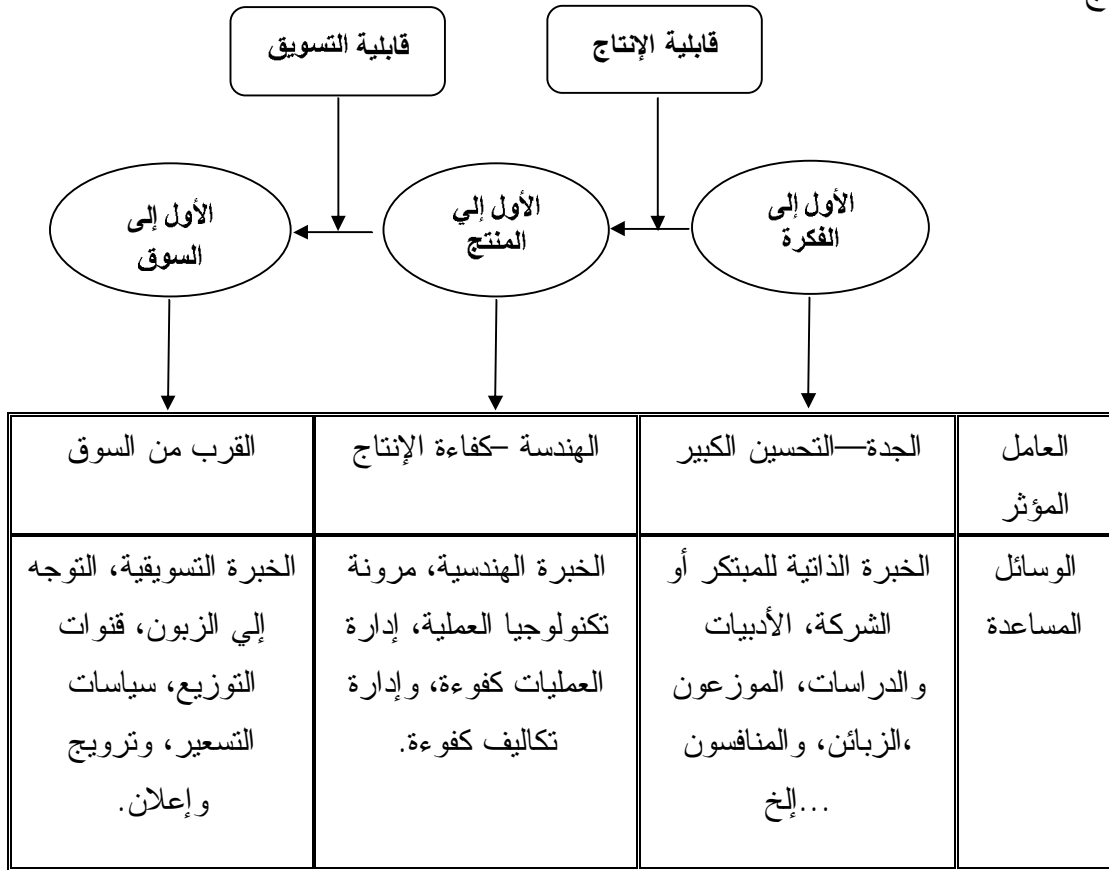 قابلية الإنتاج
قابلية التسويق
الأول إلى
الفكرة
الأول إلي
المنتج
الأول إلى
السوق
العامل
المؤثر
الجدة—التحسين الكبير
الهندسة –كفاءة الإنتاج
القرب من السوق
الوسائل
المساعدة
الخبرة الذاتية للمبتكر أو
الشركة، الأدبيات
والدراسات، الموزعون
،الزبائن، والمنافسون
...إلخ
الخبرة الهندسية، مرونة
تكنولوجيا العملية، إدارة
العمليات كفوءة، وإدارة
تكاليف كفوءة.
الخبرة التسويقية، التوجه
إلي الزبون، قنوات
التوزيع، سياسات
التسعير، وترويج
وإعلان.